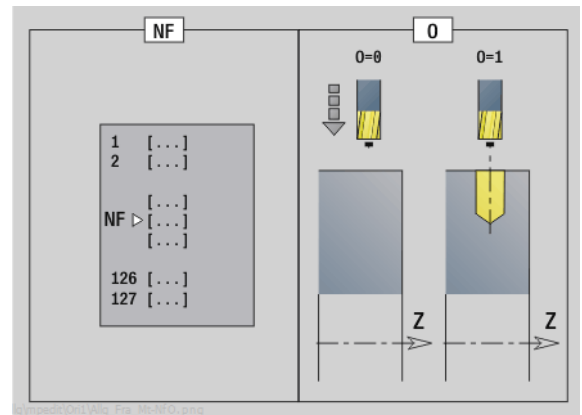 NF
1 [...]
2 [...]
[...]
NF [...]
[...]
126 [...]
127 [...]
O
O=0 O=1
Z Z